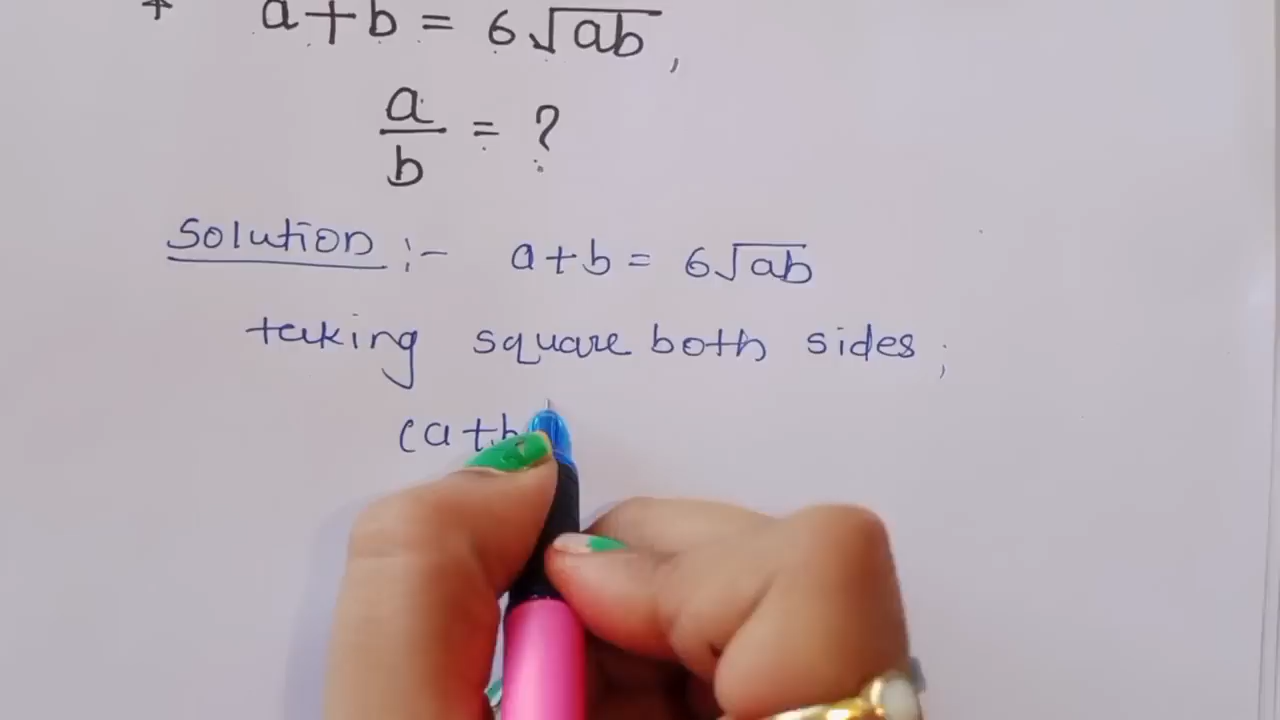 a+b = 6√ab,
a/b = ?
Solution :- a+b = 6√ab
taking square both sides ;
(a+b